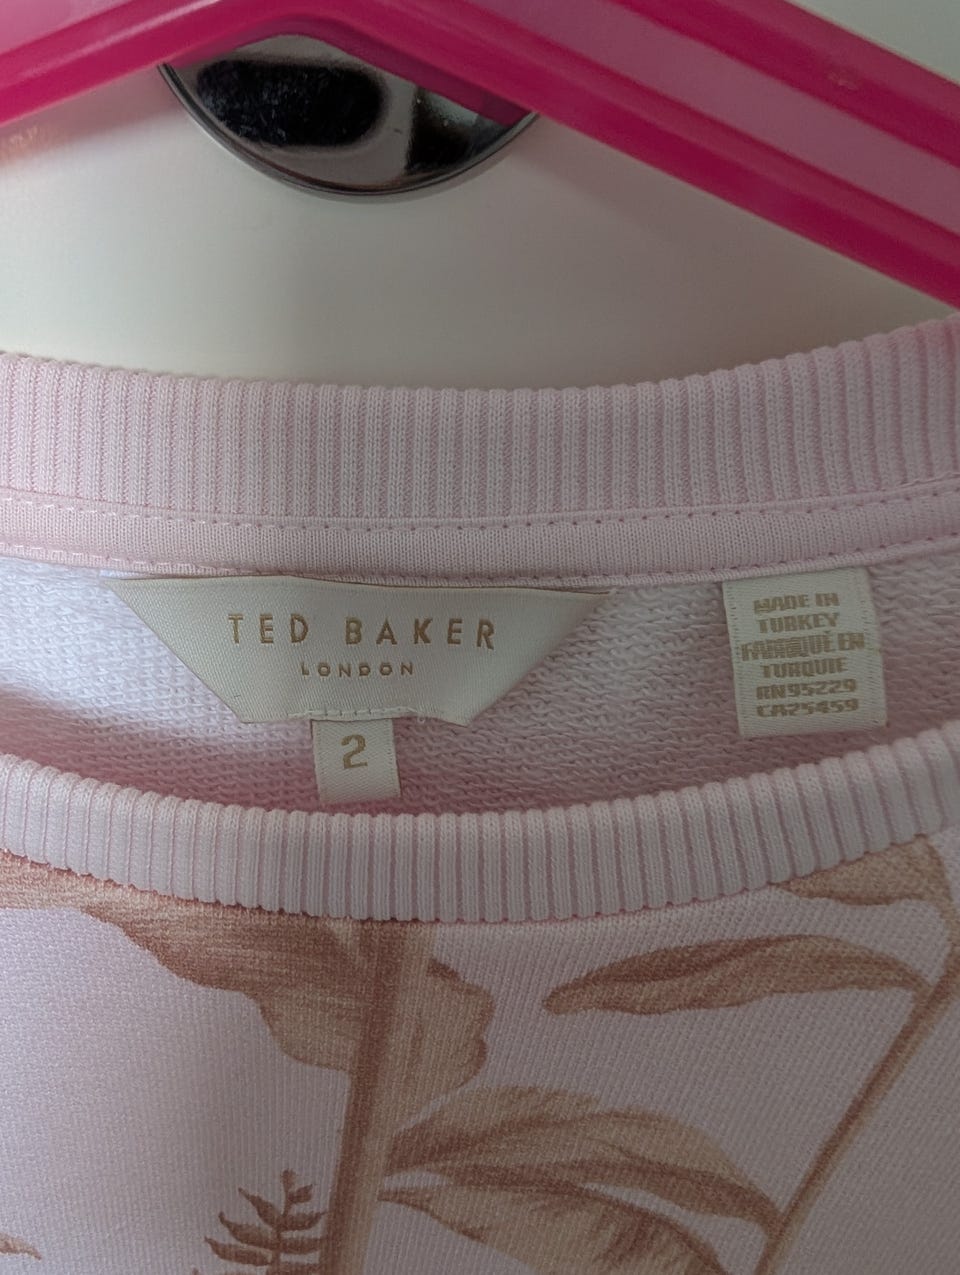 TED BAKER
LONDON
2
MADE IN
TURKEY
FABRIQUÉ EN
TURQUIE
RN95229
CA25459